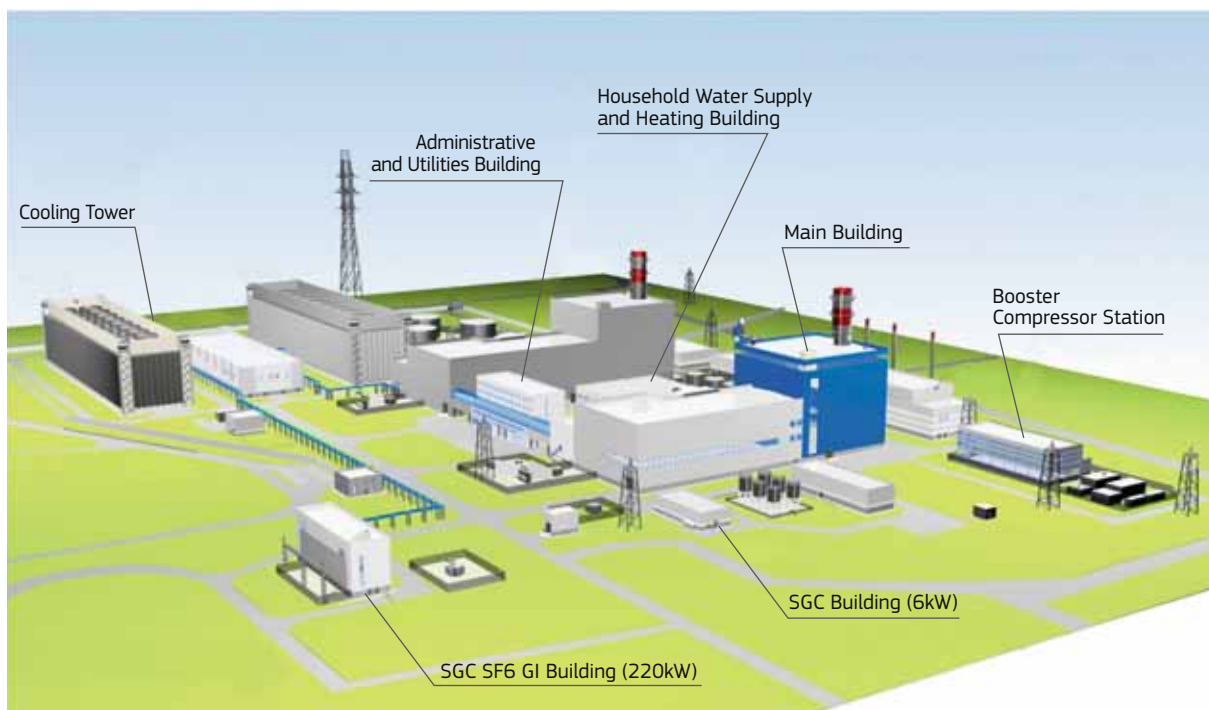 Household Water Supply
and Heating Building
Administrative
and Utilities Building
Cooling Tower
Main Building
Booster
Compressor Station
SGC Building (6kW)
SGC SF6 GI Building (220kW)